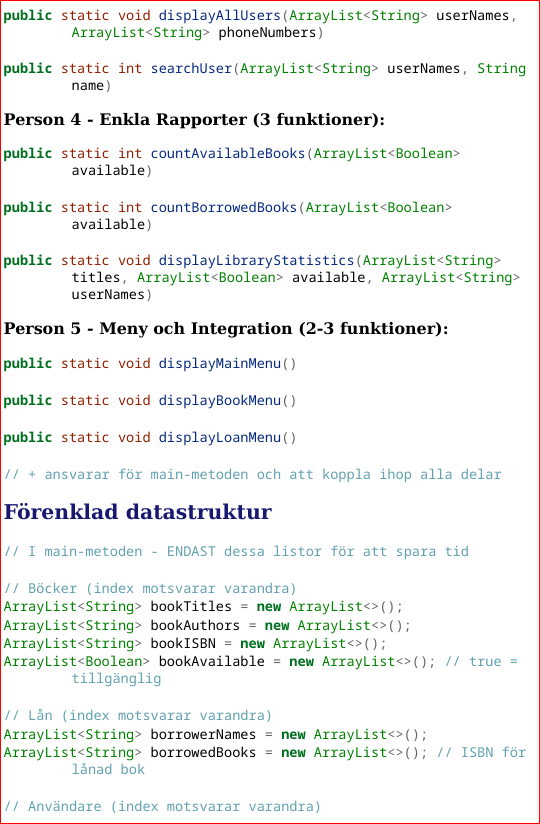 public static void displayAllUsers(ArrayList<String> userNames,
ArrayList<String> phoneNumbers)
public static int searchUser(ArrayList<String> userNames, String
name)
Person 4 - Enkla Rapporter (3 funktioner):
public static int countAvailableBooks(ArrayList<Boolean>
available)
public static int countBorrowedBooks(ArrayList<Boolean>
available)
public static void displayLibraryStatistics(ArrayList<String>
titles, ArrayList<Boolean> available, ArrayList<String>
userNames)
Person 5 - Meny och Integration (2-3 funktioner):
public static void displayMainMenu()
public static void displayBookMenu()
public static void displayLoanMenu()
// + ansvarar för main-metoden och att koppla ihop alla delar
Förenklad datastruktur
// I main-metoden - ENDAST dessa listor för att spara tid
// Böcker (index motsvarar varandra)
ArrayList<String> bookTitles = new ArrayList<>();
ArrayList<String> bookAuthors = new ArrayList<>();
ArrayList<String> bookISBN = new ArrayList<>();
ArrayList<Boolean> bookAvailable = new ArrayList<>(); // true =
tillgänglig
// Lån (index motsvarar varandra)
ArrayList<String> borrowerNames = new ArrayList<>();
ArrayList<String> borrowedBooks = new ArrayList<>(); // ISBN för
lånad bok
// Användare (index motsvarar varandra)